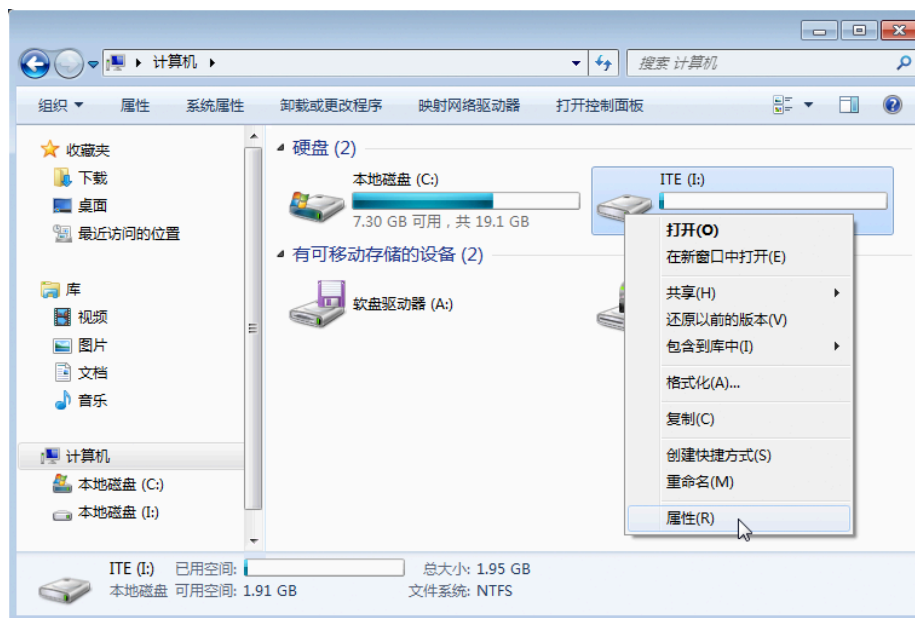 计算机
搜索 计算机
组织 属性 系统属性 卸载或更改程序 映射网络驱动器 打开控制面板
收藏夹
下载
桌面
最近访问的位置
库
视频
图片
文档
音乐
计算机
本地磁盘 (C:)
本地磁盘 (I:)
硬盘 (2)
本地磁盘 (C:)
7.30 GB 可用，共 19.1 GB
ITE (I:)
有可移动存储的设备 (2)
软盘驱动器 (A:)
打开(O)
在新窗口中打开(E)
共享(H)
还原以前的版本(V)
包含到库中(I)
格式化(A)...
复制(C)
创建快捷方式(S)
重命名(M)
属性(R)
ITE (I:) 已用空间: 总大小: 1.95 GB
本地磁盘 可用空间: 1.91 GB 文件系统: NTFS